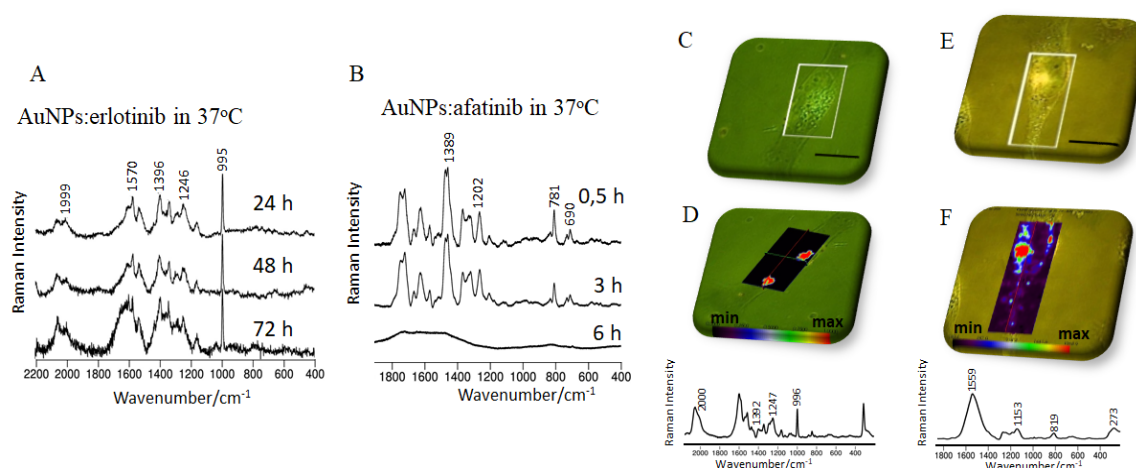 A
AuNPs:erlotinib in 37°C
Raman Intensity
1999
1570
1396
1246
995
24 h
48 h
72 h
2200 2000 1800 1600 1400 1200 1000 800 600 400
Wavenumber/cm⁻¹
B
AuNPs:afatinib in 37°C
Raman Intensity
1389
1202
781
690
0,5 h
3 h
6 h
1800 1600 1400 1200 1000 800 600 400
Wavenumber/cm⁻¹
C
D
min max
Raman Intensity
2000
1392
1247
996
2000 1800 1600 1400 1200 1000 800 600 400
Wavenumber/cm⁻¹
E
F
min max
Raman Intensity
1559
1153
819
273
1800 1600 1400 1200 1000 800 600 400
Wavenumber/cm⁻¹